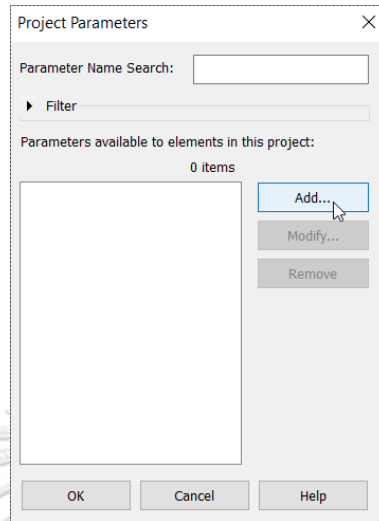 Project Parameters
Parameter Name Search:
Filter
Parameters available to elements in this project:
0 items
Add...
Modify...
Remove
OK Cancel Help